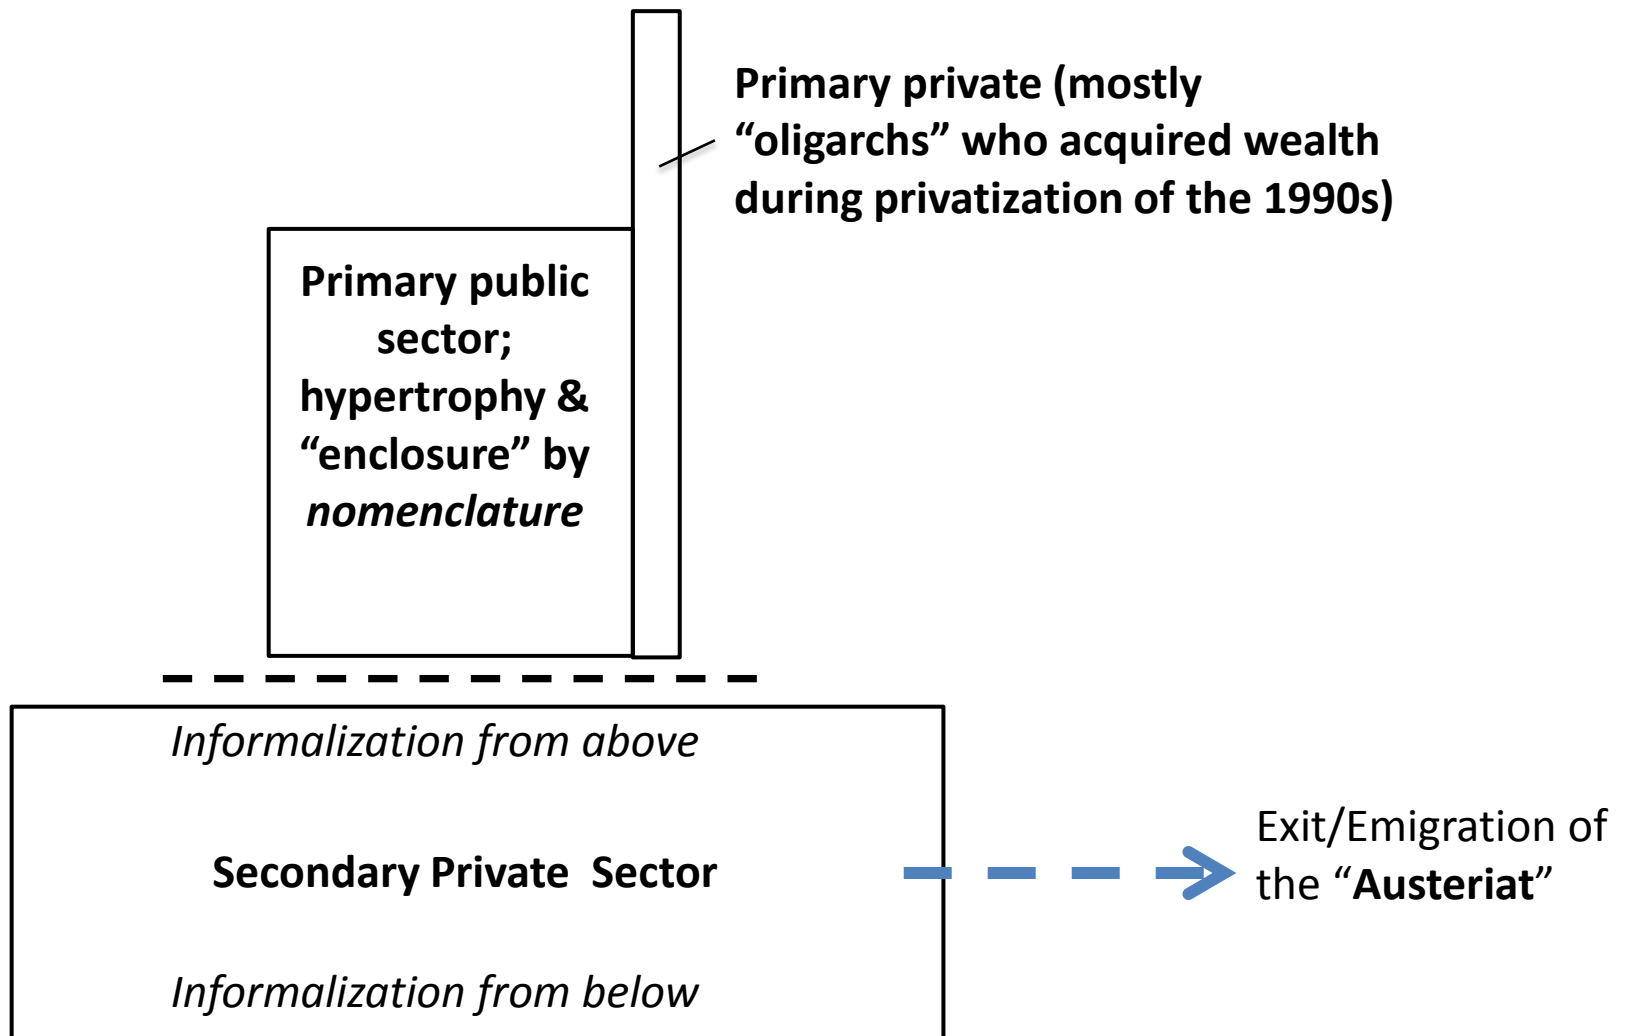 Primary private (mostly
“oligarchs” who acquired wealth
during privatization of the 1990s)
Primary public
sector;
hypertrophy &
“enclosure” by
nomenclature
Informalization from above
Secondary Private  Sector
Informalization from below
Exit/Emigration of
the “Austeriat”